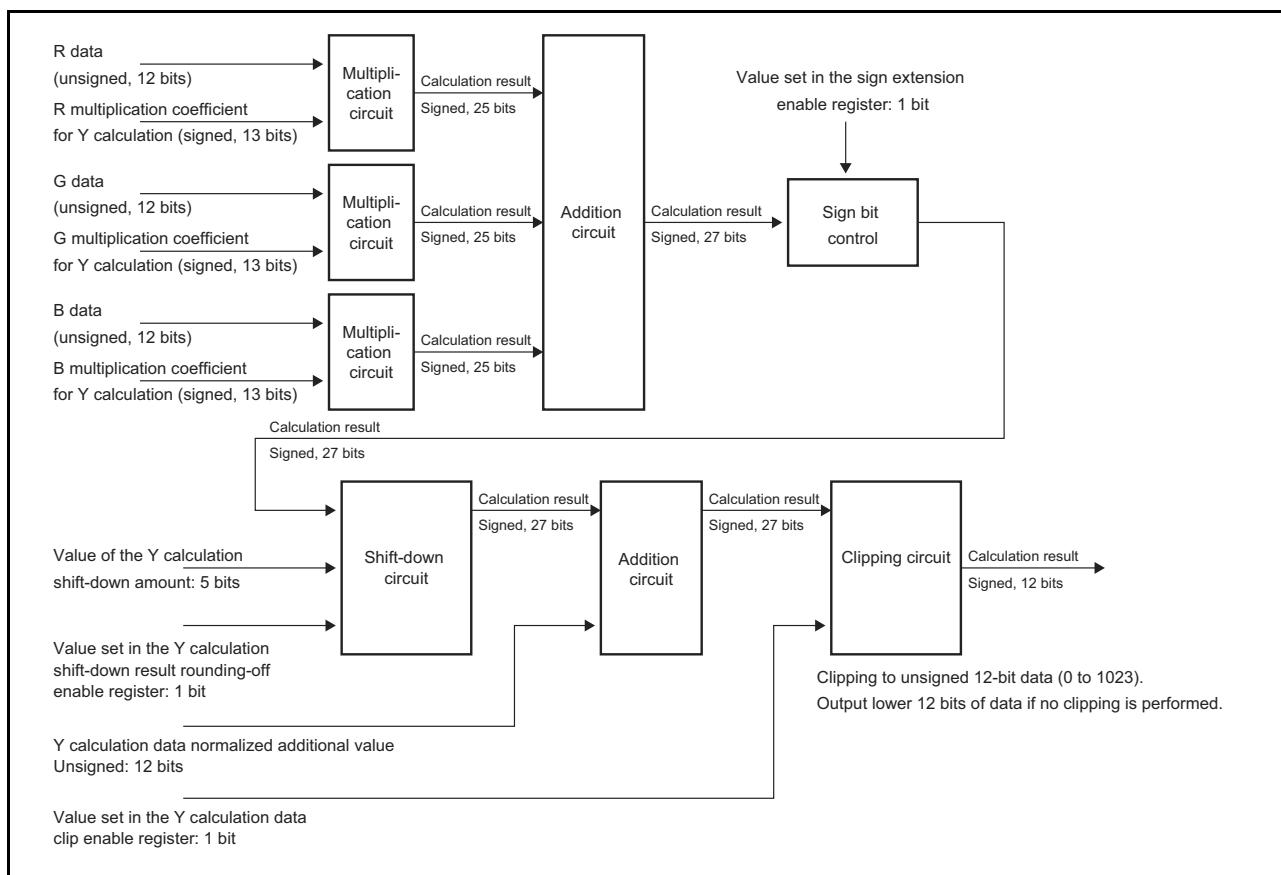 R data
(unsigned, 12 bits)
R multiplication coefficient
for Y calculation (signed, 13 bits)
Multipli-
cation
circuit
Calculation result
Signed, 25 bits
G data
(unsigned, 12 bits)
G multiplication coefficient
for Y calculation (signed, 13 bits)
Multipli-
cation
circuit
Calculation result
Signed, 25 bits
B data
(unsigned, 12 bits)
B multiplication coefficient
for Y calculation (signed, 13 bits)
Multipli-
cation
circuit
Calculation result
Signed, 25 bits
Addition
circuit
Calculation result
Signed, 27 bits
Value set in the sign extension
enable register: 1 bit
Sign bit
control
Calculation result
Signed, 27 bits
Value of the Y calculation
shift-down amount: 5 bits
Value set in the Y calculation
shift-down result rounding-off
enable register: 1 bit
Shift-down
circuit
Calculation result
Signed, 27 bits
Y calculation data normalized additional value
Unsigned: 12 bits
Addition
circuit
Calculation result
Signed, 27 bits
Value set in the Y calculation data
clip enable register: 1 bit
Clipping circuit
Calculation result
Signed, 12 bits
Clipping to unsigned 12-bit data (0 to 1023).
Output lower 12 bits of data if no clipping is performed.